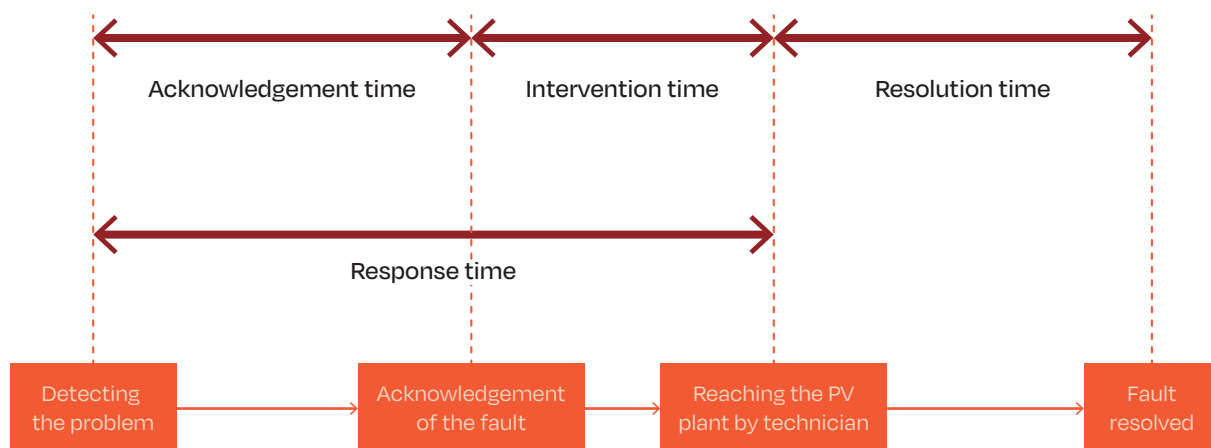 Acknowledgement time
Intervention time
Resolution time
Response time
Detecting
the problem
Acknowledgement
of the fault
Reaching the PV
plant by technician
Fault
resolved